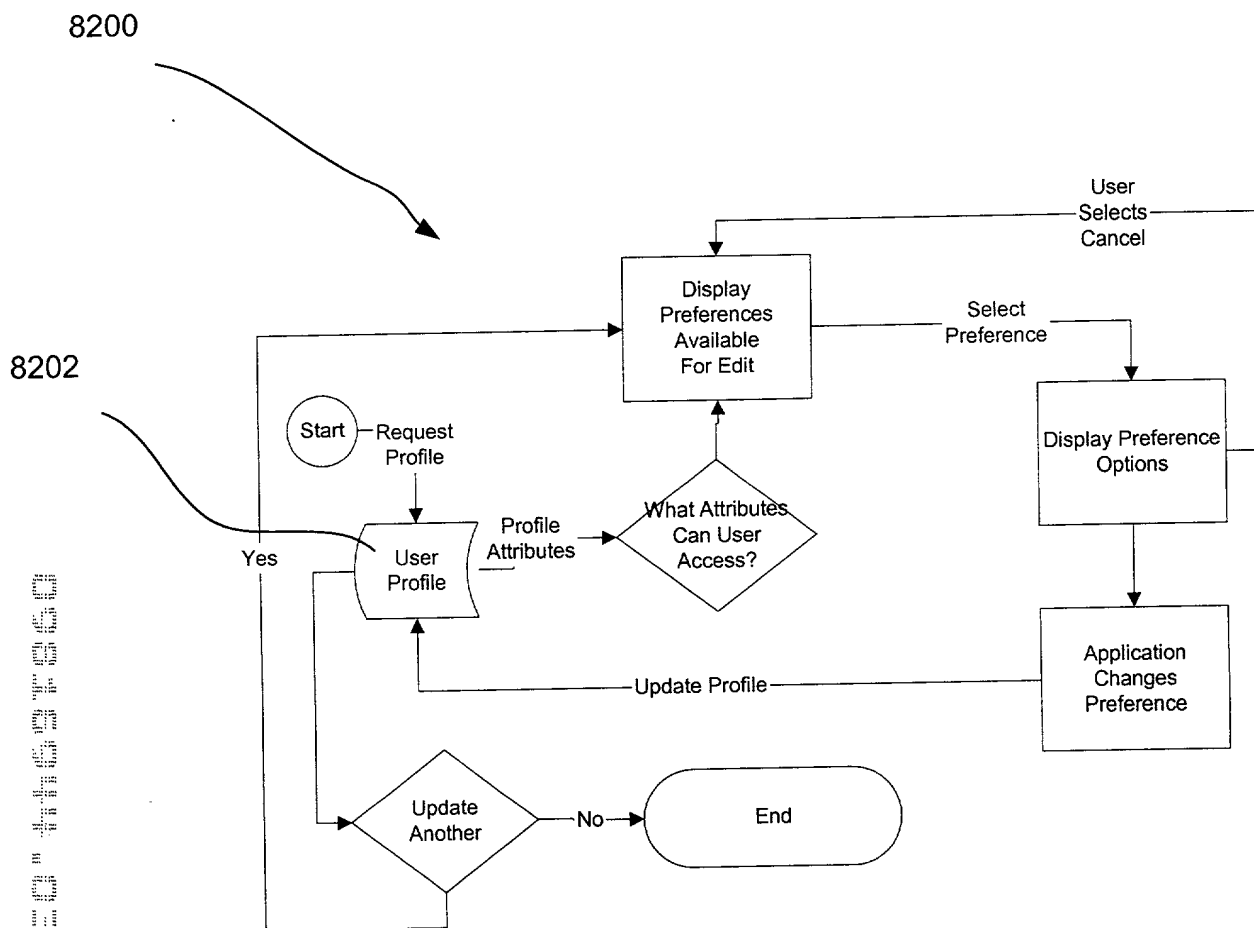 8200
User
Selects
Cancel
Display
Preferences
Available
For Edit
Select
Preference
8202
Start
Request
Profile
Display Preference
Options
What Attributes
Can User
Access?
Profile
Attributes
User
Profile
Yes
Application
Changes
Preference
Update Profile
Update
Another
No
End